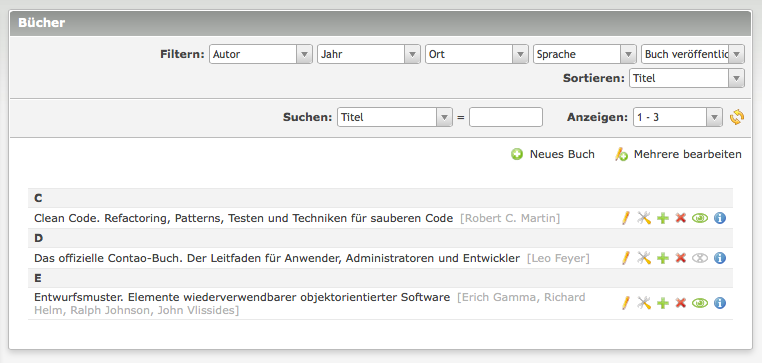 Bücher
Filtern: Autor Jahr Ort Sprache Buch veröffentlic
Sortieren: Titel
Suchen: Titel = Anzeigen: 1 - 3
Neues Buch Mehrere bearbeiten
C
Clean Code. Refactoring, Patterns, Testen und Techniken für sauberen Code [Robert C. Martin]
D
Das offizielle Contao-Buch. Der Leitfaden für Anwender, Administratoren und Entwickler [Leo Feyer]
E
Entwurfsmuster. Elemente wiederverwendbarer objektorientierter Software [Erich Gamma, Richard
Helm, Ralph Johnson, John Vlissides]